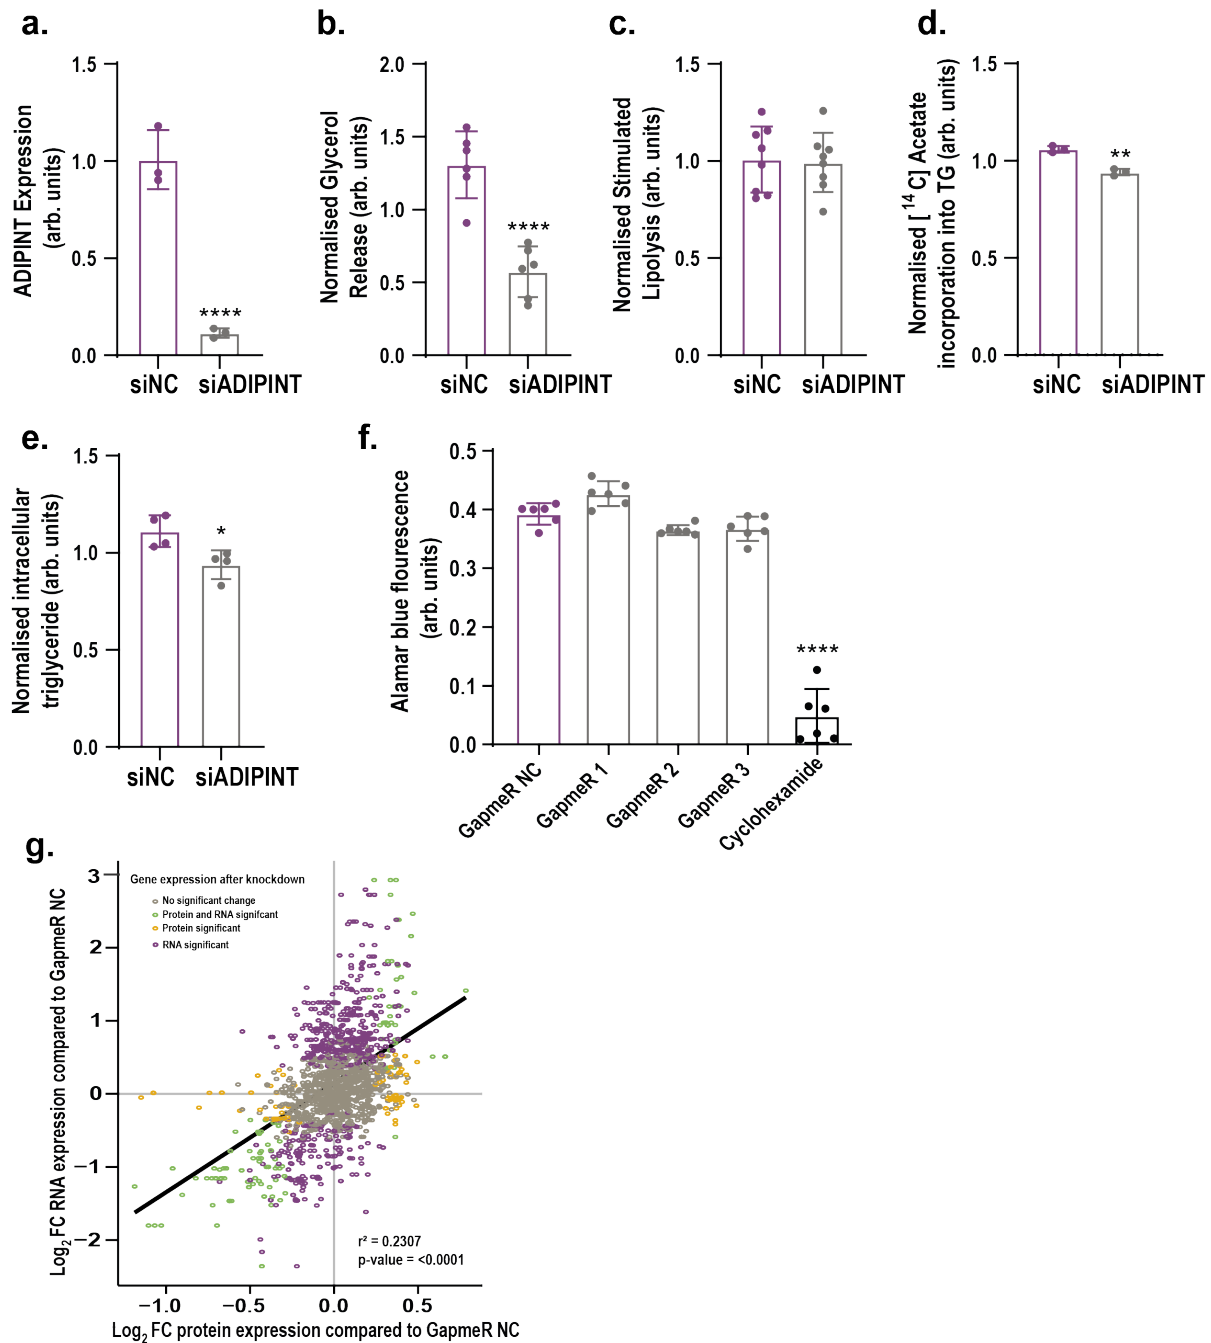 a.
ADIPINT Expression
(arb. units)
1.5
1.0
0.5
0.0
****
siNC
siADIPINT
b.
Normalised Glycerol
Release (arb. units)
2.0
1.5
1.0
0.5
0.0
****
siNC
siADIPINT
c.
Normalised Stimulated
Lipolysis (arb. units)
1.5
1.0
0.5
0.0
siNC
siADIPINT
d.
Normalised [14C] Acetate
incorporation into TG (arb. units)
1.5
1.0
0.5
0.0
**
siNC
siADIPINT
e.
Normalised intracellular
triglyceride (arb. units)
1.5
1.0
0.5
0.0
*
siNC
siADIPINT
f.
Alamar blue flourescence
(arb. units)
0.5
0.4
0.3
0.2
0.1
0.0
****
GapmeR NC
GapmeR 1
GapmeR 2
GapmeR 3
Cyclohexamide
g.
Log2 FC RNA expression compared to GapmeR NC
3
2
1
0
−1
−2
Gene expression after knockdown
No significant change
Protein and RNA signifcant
Protein significant
RNA significant
r² = 0.2307
p-value = <0.0001
−1.0
−0.5
0.0
0.5
Log2 FC protein expression compared to GapmeR NC